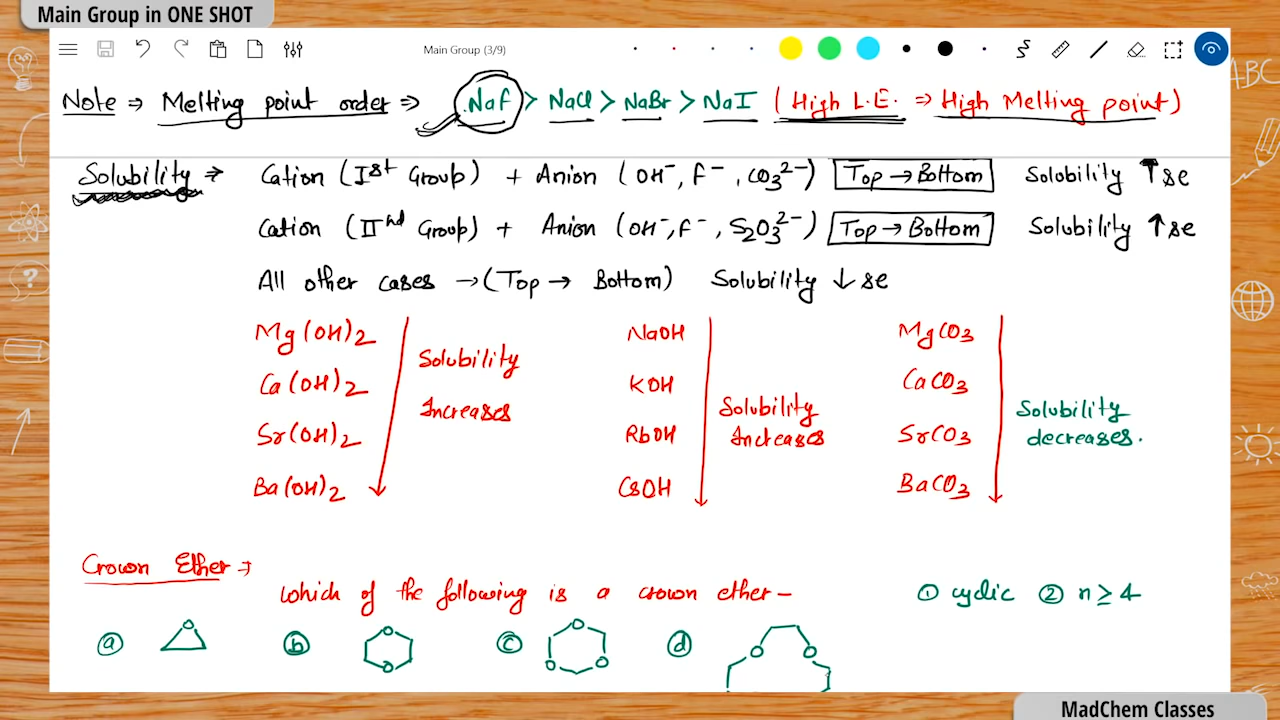 Main Group in ONE SHOT
Main Group (3/9)
Note ⇒ Melting point order ⇒ NaF > NaCl > NaBr > NaI (High L.E. ⇒ High Melting point)
Solubility → Cation (Ist Group) + Anion (OH⁻, F⁻, CO₃²⁻) Top → Bottom Solubility ↑se
Cation (IInd Group) + Anion (OH⁻, F⁻, S₂O₃²⁻) Top → Bottom Solubility ↑se
All other cases → (Top → Bottom) Solubility ↓se
Mg(OH)2 NaOH MgCO3
Solubility
Ca(OH)2 KOH CaCO3
Increases Solubility Solubility
Sr(OH)2 RbOH Increases SrCO3 decreases.
Ba(OH)2 CsOH BaCO3
Crown Ether →
Which of the following is a crown ether – ① cyclic ② n ≥ 4
ⓐ O ⓑ O O ⓒ O O O ⓓ O O
MadChem Classes
ABC